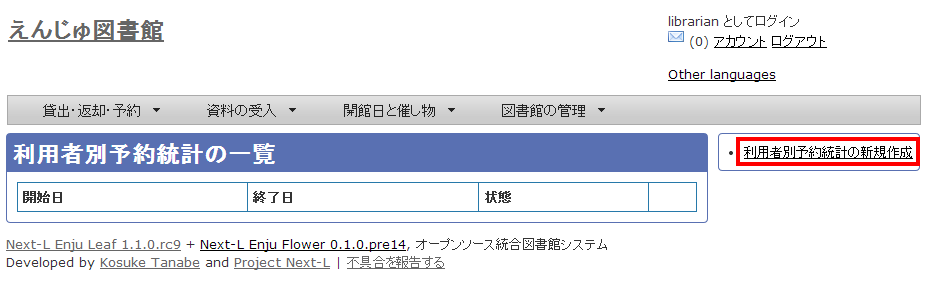 えんじゅ図書館
librarian としてログイン
(0) アカウント ログアウト
Other languages
貸出・返却・予約 資料の受入 開館日と催し物 図書館の管理
利用者別予約統計の一覧
・利用者別予約統計の新規作成
開始日 終了日 状態
Next-L Enju Leaf 1.1.0.rc9 + Next-L Enju Flower 0.1.0.pre14, オープンソース統合図書館システム
Developed by Kosuke Tanabe and Project Next-L | 不具合を報告する